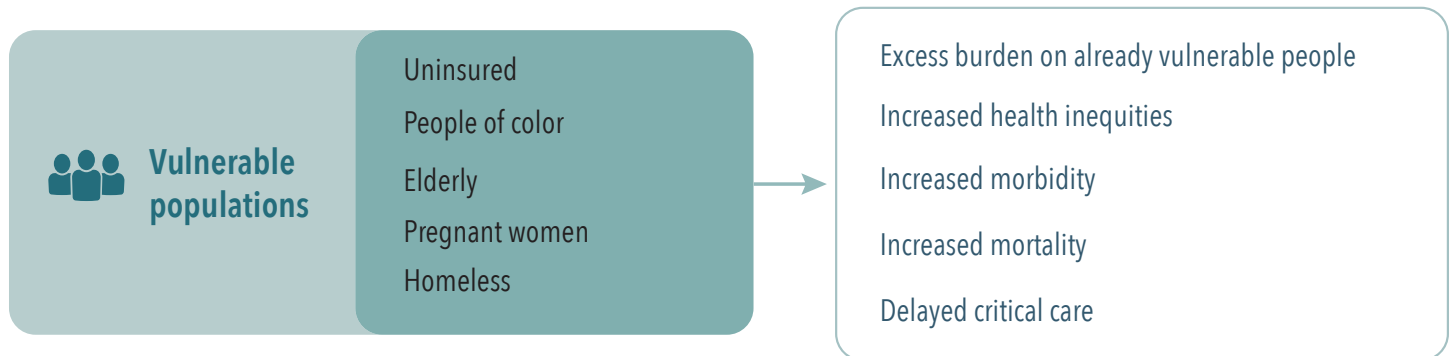 Vulnerable
populations
Uninsured
People of color
Elderly
Pregnant women
Homeless
Excess burden on already vulnerable people
Increased health inequities
Increased morbidity
Increased mortality
Delayed critical care